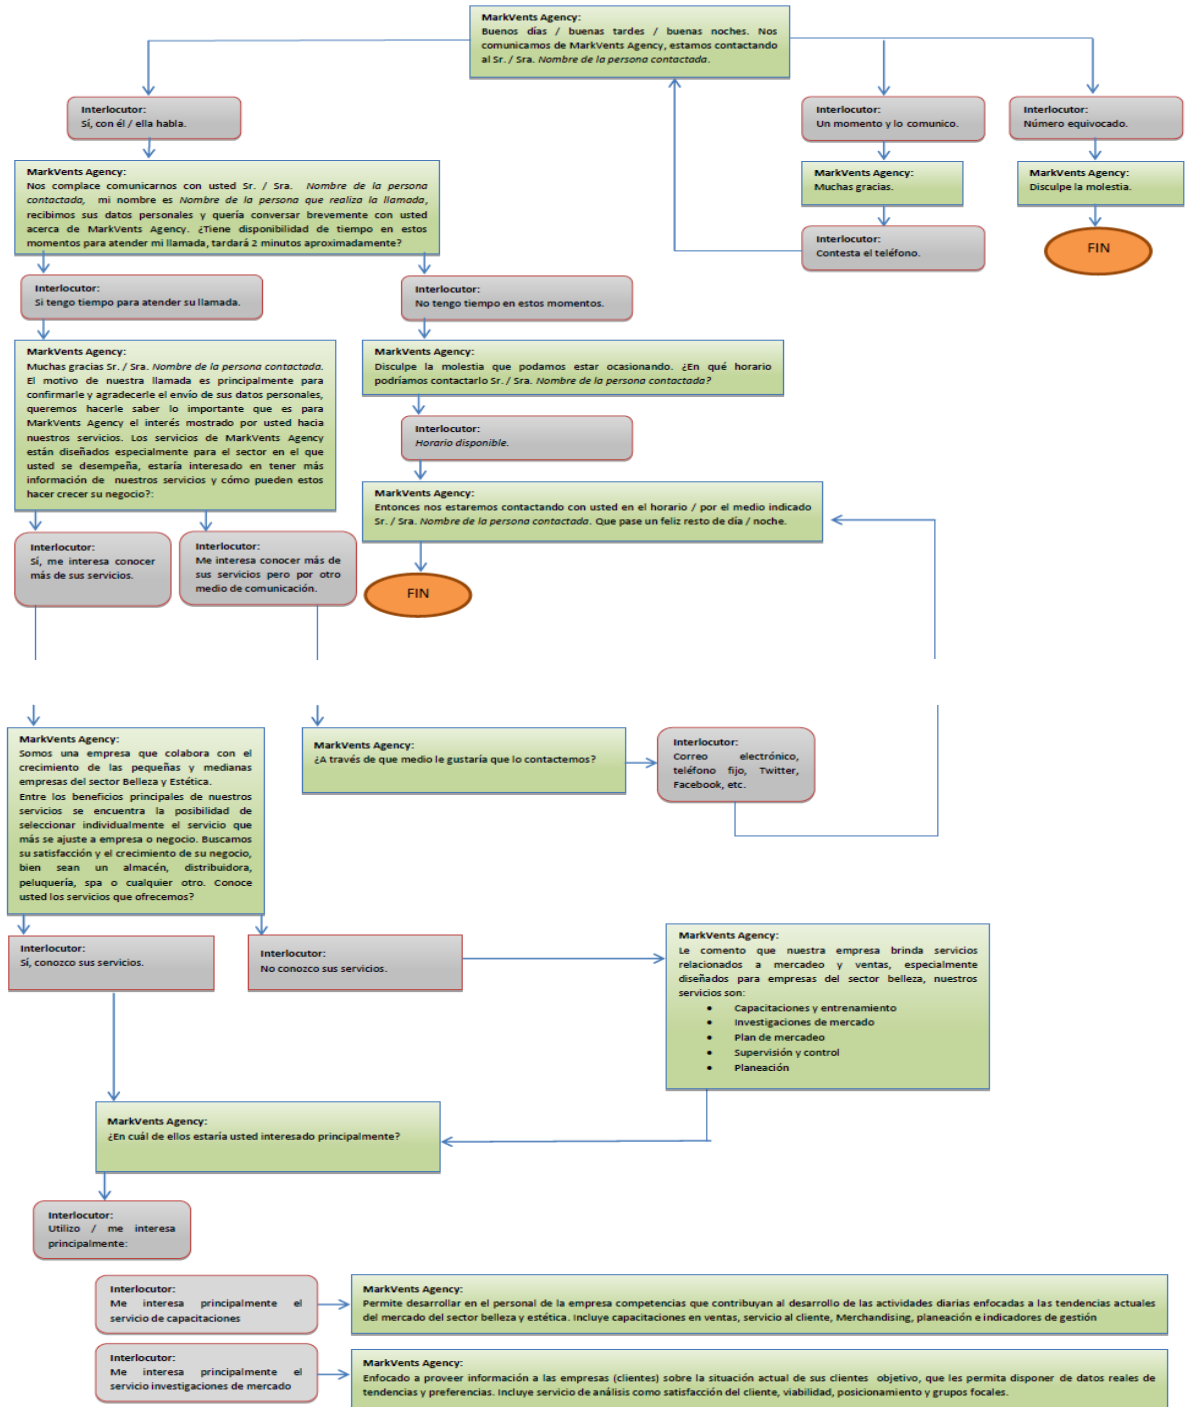 MarkVents Agency:
Buenos días / buenas tardes / buenas noches. Nos
comunicamos de MarkVents Agency, estamos contactando
al Sr. / Sra. Nombre de la persona contactada.
Interlocutor:
Sí, con él / ella habla.
Interlocutor:
Un momento y lo comunico.
Interlocutor:
Número equivocado.
MarkVents Agency:
Nos complace comunicarnos con usted Sr. / Sra. Nombre de la persona
contactada, mi nombre es Nombre de la persona que realiza la llamada,
recibimos sus datos personales y quería conversar brevemente con usted
acerca de MarkVents Agency. ¿Tiene disponibilidad de tiempo en estos
momentos para atender mi llamada, tardará 2 minutos aproximadamente?
MarkVents Agency:
Muchas gracias.
MarkVents Agency:
Disculpe la molestia.
Interlocutor:
Contesta el teléfono.
FIN
Interlocutor:
Si tengo tiempo para atender su llamada.
Interlocutor:
No tengo tiempo en estos momentos.
MarkVents Agency:
Muchas gracias Sr. / Sra. Nombre de la persona contactada.
El motivo de nuestra llamada es principalmente para
confirmarle y agradecerle el envío de sus datos personales,
queremos hacerle saber lo importante que es para
MarkVents Agency el interés mostrado por usted hacia
nuestros servicios. Los servicios de MarkVents Agency
están diseñados especialmente para el sector en el que
usted se desempeña, estaría interesado en tener más
información de nuestros servicios y cómo pueden estos
hacer crecer su negocio?:
MarkVents Agency:
Disculpe la molestia que podamos estar ocasionando. ¿En qué horario
podríamos contactarlo Sr. / Sra. Nombre de la persona contactada?
Interlocutor:
Horario disponible.
MarkVents Agency:
Entonces nos estaremos contactando con usted en el horario / por el medio indicado
Sr. / Sra. Nombre de la persona contactada. Que pase un feliz resto de día / noche.
Interlocutor:
Sí, me interesa conocer
más de sus servicios.
Interlocutor:
Me interesa conocer más de
sus servicios pero por otro
medio de comunicación.
FIN
MarkVents Agency:
Somos una empresa que colabora con el
crecimiento de las pequeñas y medianas
empresas del sector Belleza y Estética.
Entre los beneficios principales de nuestros
servicios se encuentra la posibilidad de
seleccionar individualmente el servicio que
más se ajuste a empresa o negocio. Buscamos
su satisfacción y el crecimiento de su negocio,
bien sean un almacén, distribuidora,
peluquería, spa o cualquier otro. Conoce
usted los servicios que ofrecemos?
MarkVents Agency:
¿A través de que medio le gustaría que lo contactemos?
Interlocutor:
Correo electrónico,
teléfono fijo, Twitter,
Facebook, etc.
Interlocutor:
Sí, conozco sus servicios.
Interlocutor:
No conozco sus servicios.
MarkVents Agency:
Le comento que nuestra empresa brinda servicios
relacionados a mercadeo y ventas, especialmente
diseñados para empresas del sector belleza, nuestros
servicios son:
• Capacitaciones y entrenamiento
• Investigaciones de mercado
• Plan de mercadeo
• Supervisión y control
• Planeación
MarkVents Agency:
¿En cuál de ellos estaría usted interesado principalmente?
Interlocutor:
Utilizo / me interesa
principalmente:
Interlocutor:
Me interesa principalmente el
servicio de capacitaciones
MarkVents Agency:
Permite desarrollar en el personal de la empresa competencias que contribuyan al desarrollo de las actividades diarias enfocadas a las tendencias actuales
del mercado del sector belleza y estética. Incluye capacitaciones en ventas, servicio al cliente, Merchandising, planeación e indicadores de gestión
Interlocutor:
Me interesa principalmente el
servicio investigaciones de mercado
MarkVents Agency:
Enfocado a proveer información a las empresas (clientes) sobre la situación actual de sus clientes objetivo, que les permita disponer de datos reales de
tendencias y preferencias. Incluye servicio de análisis como satisfacción del cliente, viabilidad, posicionamiento y grupos focales.